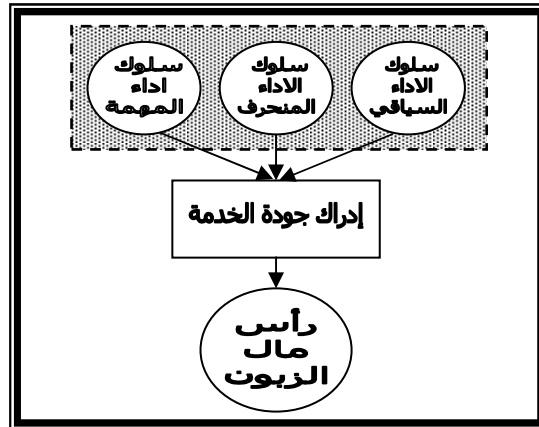 سلوك
الاداء
السياقي
سلوك
الاداء
المنحرف
سلوك
اداء
المهمة
إدراك جودة الخدمة
رأس
مال
الزبون